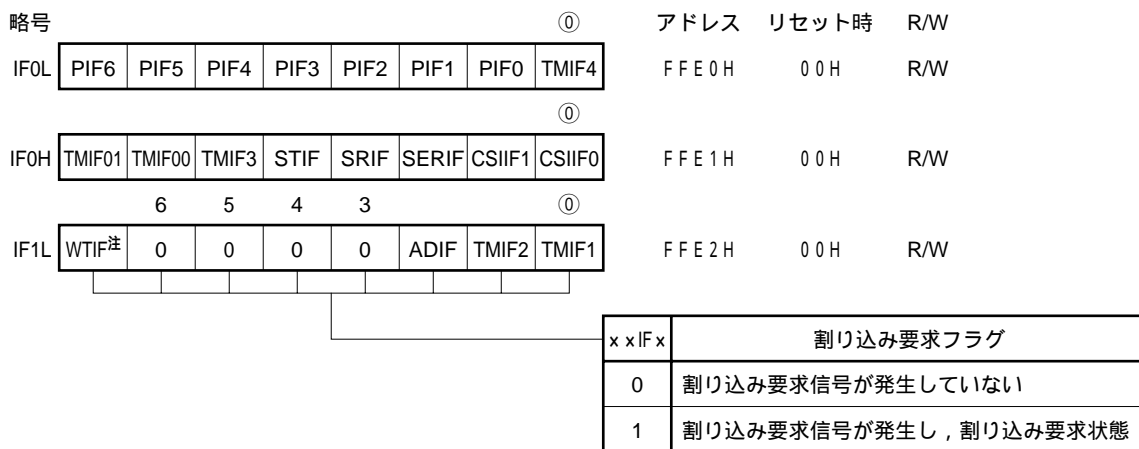 略号 ⓪ アドレス リセット時 R/W
IF0L PIF6 PIF5 PIF4 PIF3 PIF2 PIF1 PIF0 TMIF4 FFE0H 00H R/W
⓪
IF0H TMIF01 TMIF00 TMIF3 STIF SRIF SERIF CSIIF1 CSIIF0 FFE1H 00H R/W
6 5 4 3 ⓪
IF1L WTIF注 0 0 0 0 ADIF TMIF2 TMIF1 FFE2H 00H R/W
××IF× 割り込み要求フラグ
0 割り込み要求信号が発生していない
1 割り込み要求信号が発生し，割り込み要求状態